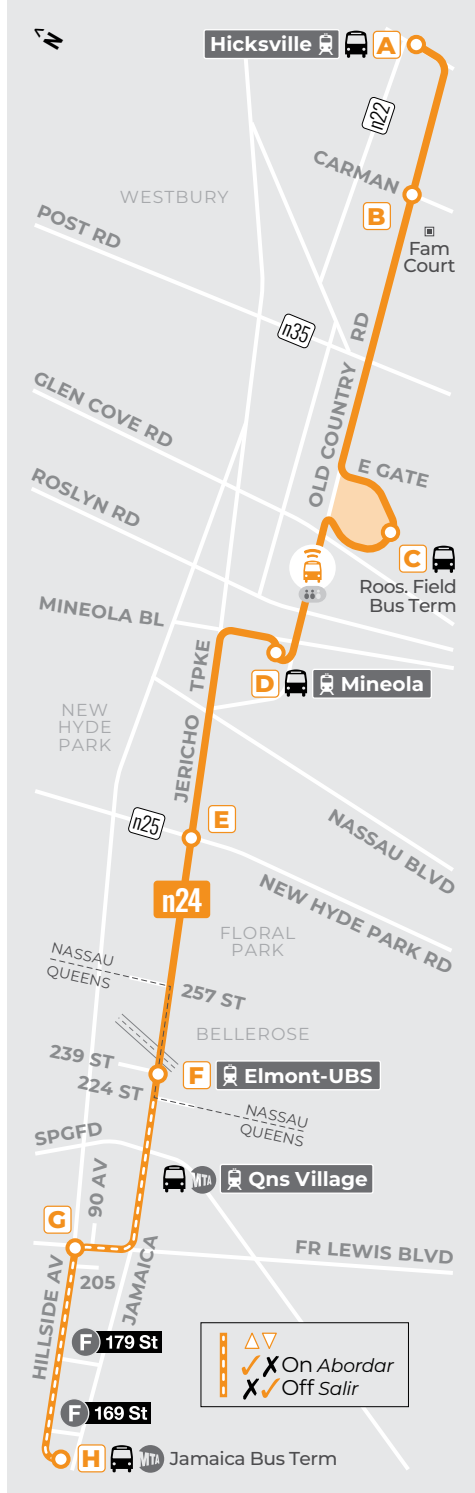 N
Hicksville A
n22
CARMAN
B
WESTBURY
POST RD
Fam
Court
n35
OLD COUNTRY RD
GLEN COVE RD
E GATE
ROSLYN RD
C
Roos. Field
Bus Term
MINEOLA BL
JERICHO TPKE
D Mineola
NEW
HYDE
PARK
n25
E
NASSAU BLVD
NEW HYDE PARK RD
n24
FLORAL
PARK
NASSAU
QUEENS
257 ST
BELLEROSE
239 ST
F Elmont-UBS
224 ST
NASSAU
QUEENS
SPGFD
MTA Qns Village
90 AV
G
FR LEWIS BLVD
205
HILLSIDE AV
JAMAICA
F 179 St
On Abordar
Off Salir
F 169 St
H MTA Jamaica Bus Term